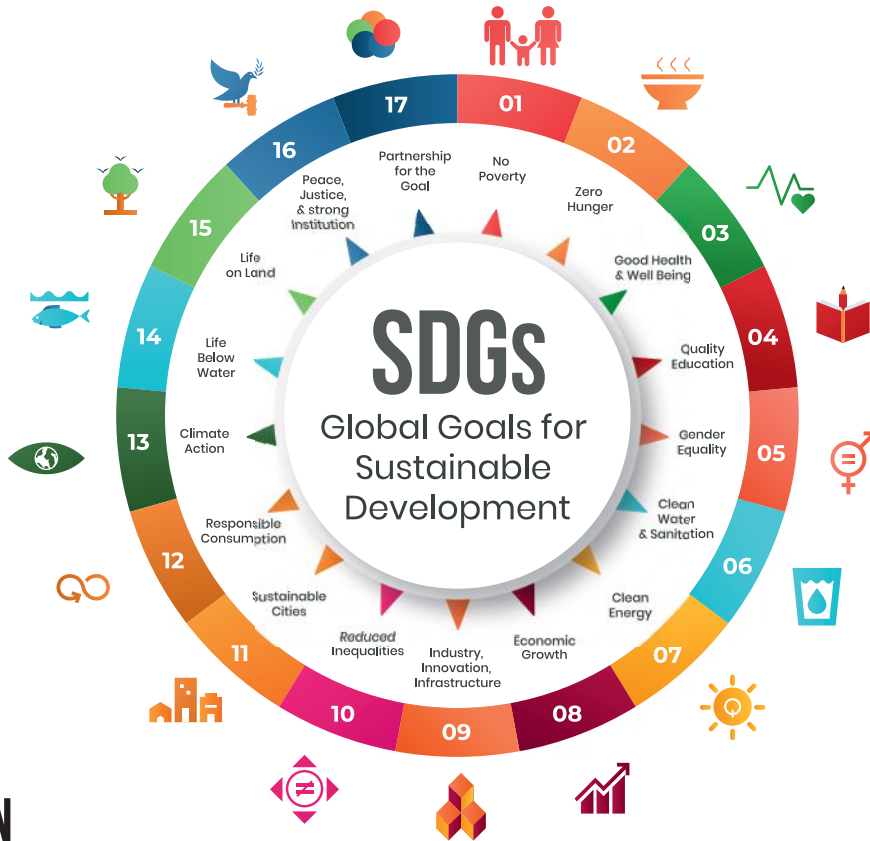 SDGs
Global Goals for
Sustainable
Development
01
No
Poverty
02
Zero
Hunger
03
Good Health
& Well Being
04
Quality
Education
05
Gender
Equality
06
Clean
Water
& Sanitation
07
Clean
Energy
08
Economic
Growth
09
Industry,
Innovation,
Infrastructure
10
Reduced
Inequalities
11
Sustainable
Cities
12
Responsible
Consumption
13
Climate
Action
14
Life
Below
Water
15
Life
on Land
16
Peace,
Justice,
& strong
Institution
17
Partnership
for the
Goal
N